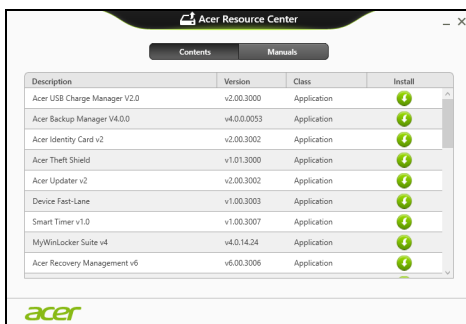 Acer Resource Center
Contents Manuals
Description Version Class Install
Acer USB Charge Manager V2.0 v2.00.3000 Application
Acer Backup Manager V4.0.0 v4.0.0.0053 Application
Acer Identity Card v2 v2.00.3002 Application
Acer Theft Shield v1.01.3000 Application
Acer Updater v2 v2.00.3002 Application
Device Fast-Lane v1.00.3003 Application
Smart Timer v1.0 v1.00.3007 Application
MyWinLocker Suite v4 v4.0.14.24 Application
Acer Recovery Management v6 v6.00.3006 Application
acer